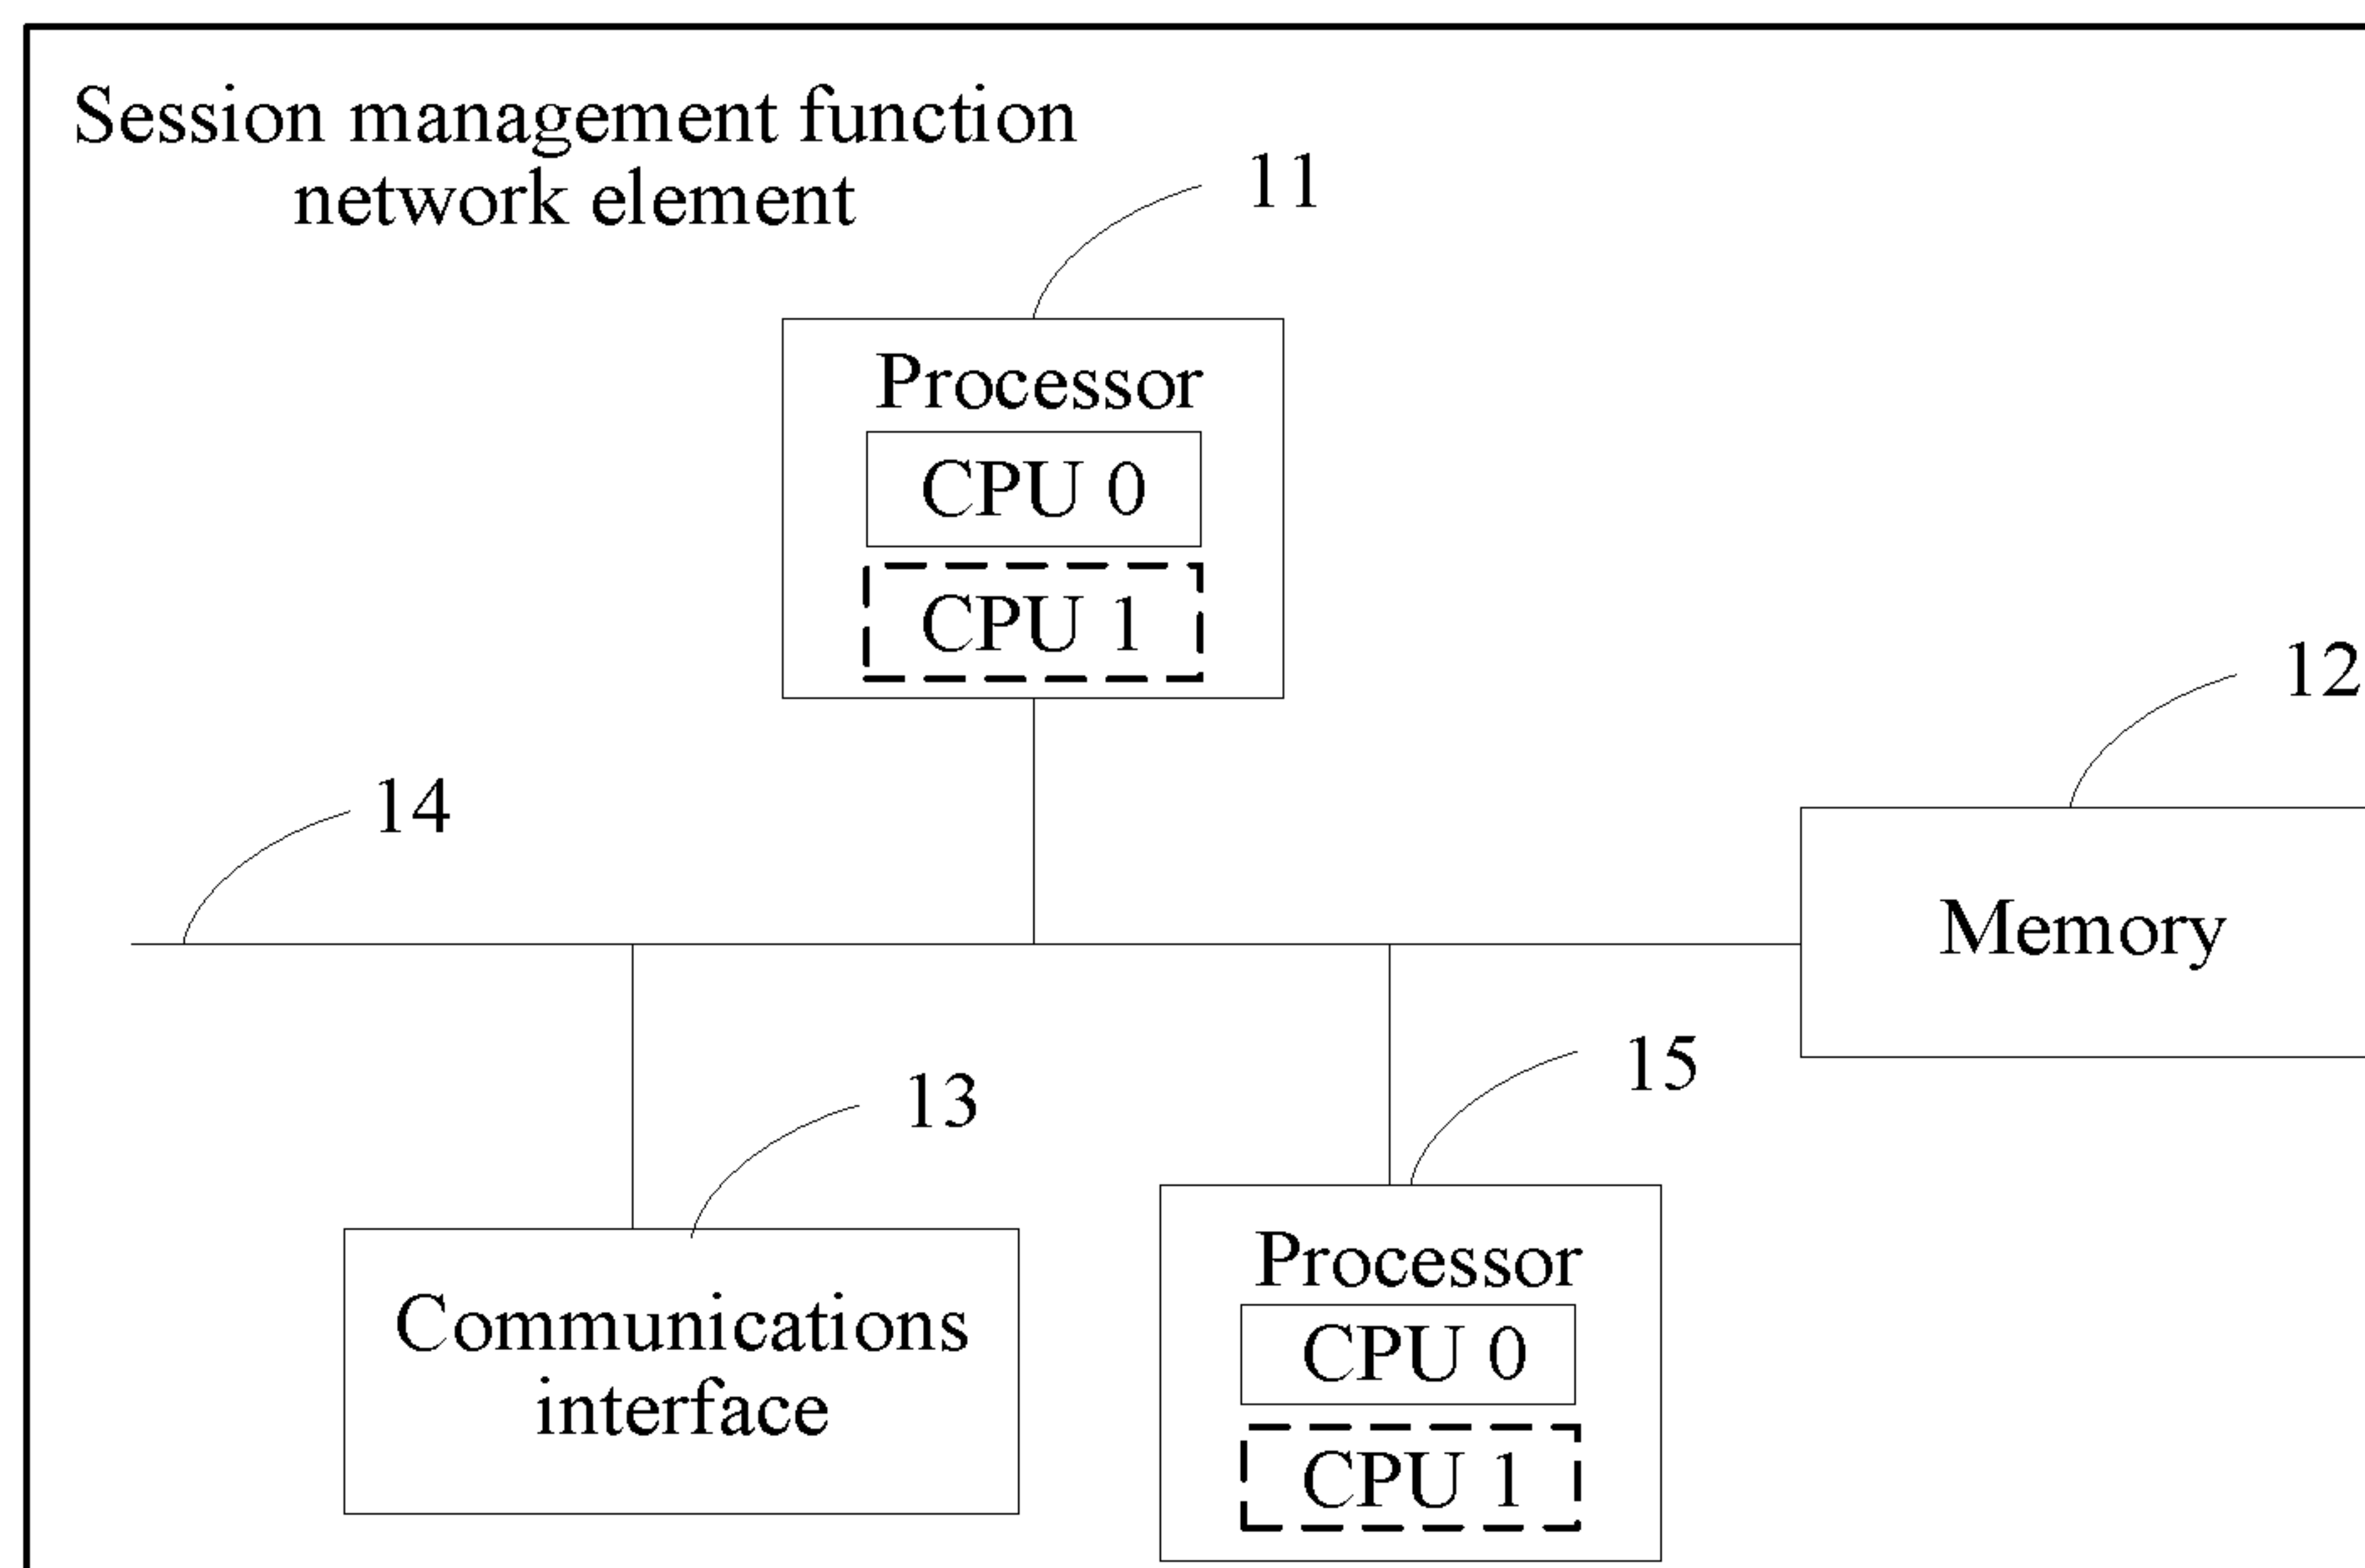 Session management function
network element
11
Processor
CPU 0
CPU 1
12
14
Memory
15
13
Processor
Communications
interface
CPU 0
CPU 1